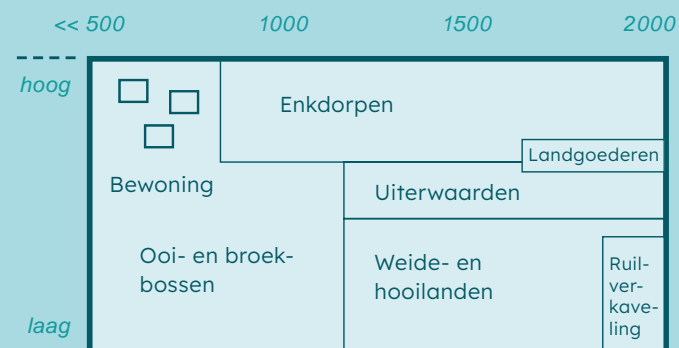 << 500 1000 1500 2000
hoog
Enkdorpen
Landgoederen
Bewoning
Uiterwaarden
Ooi- en broek-
bossen
Weide- en
hooilanden
Ruil-
ver-
kave-
ling
laag